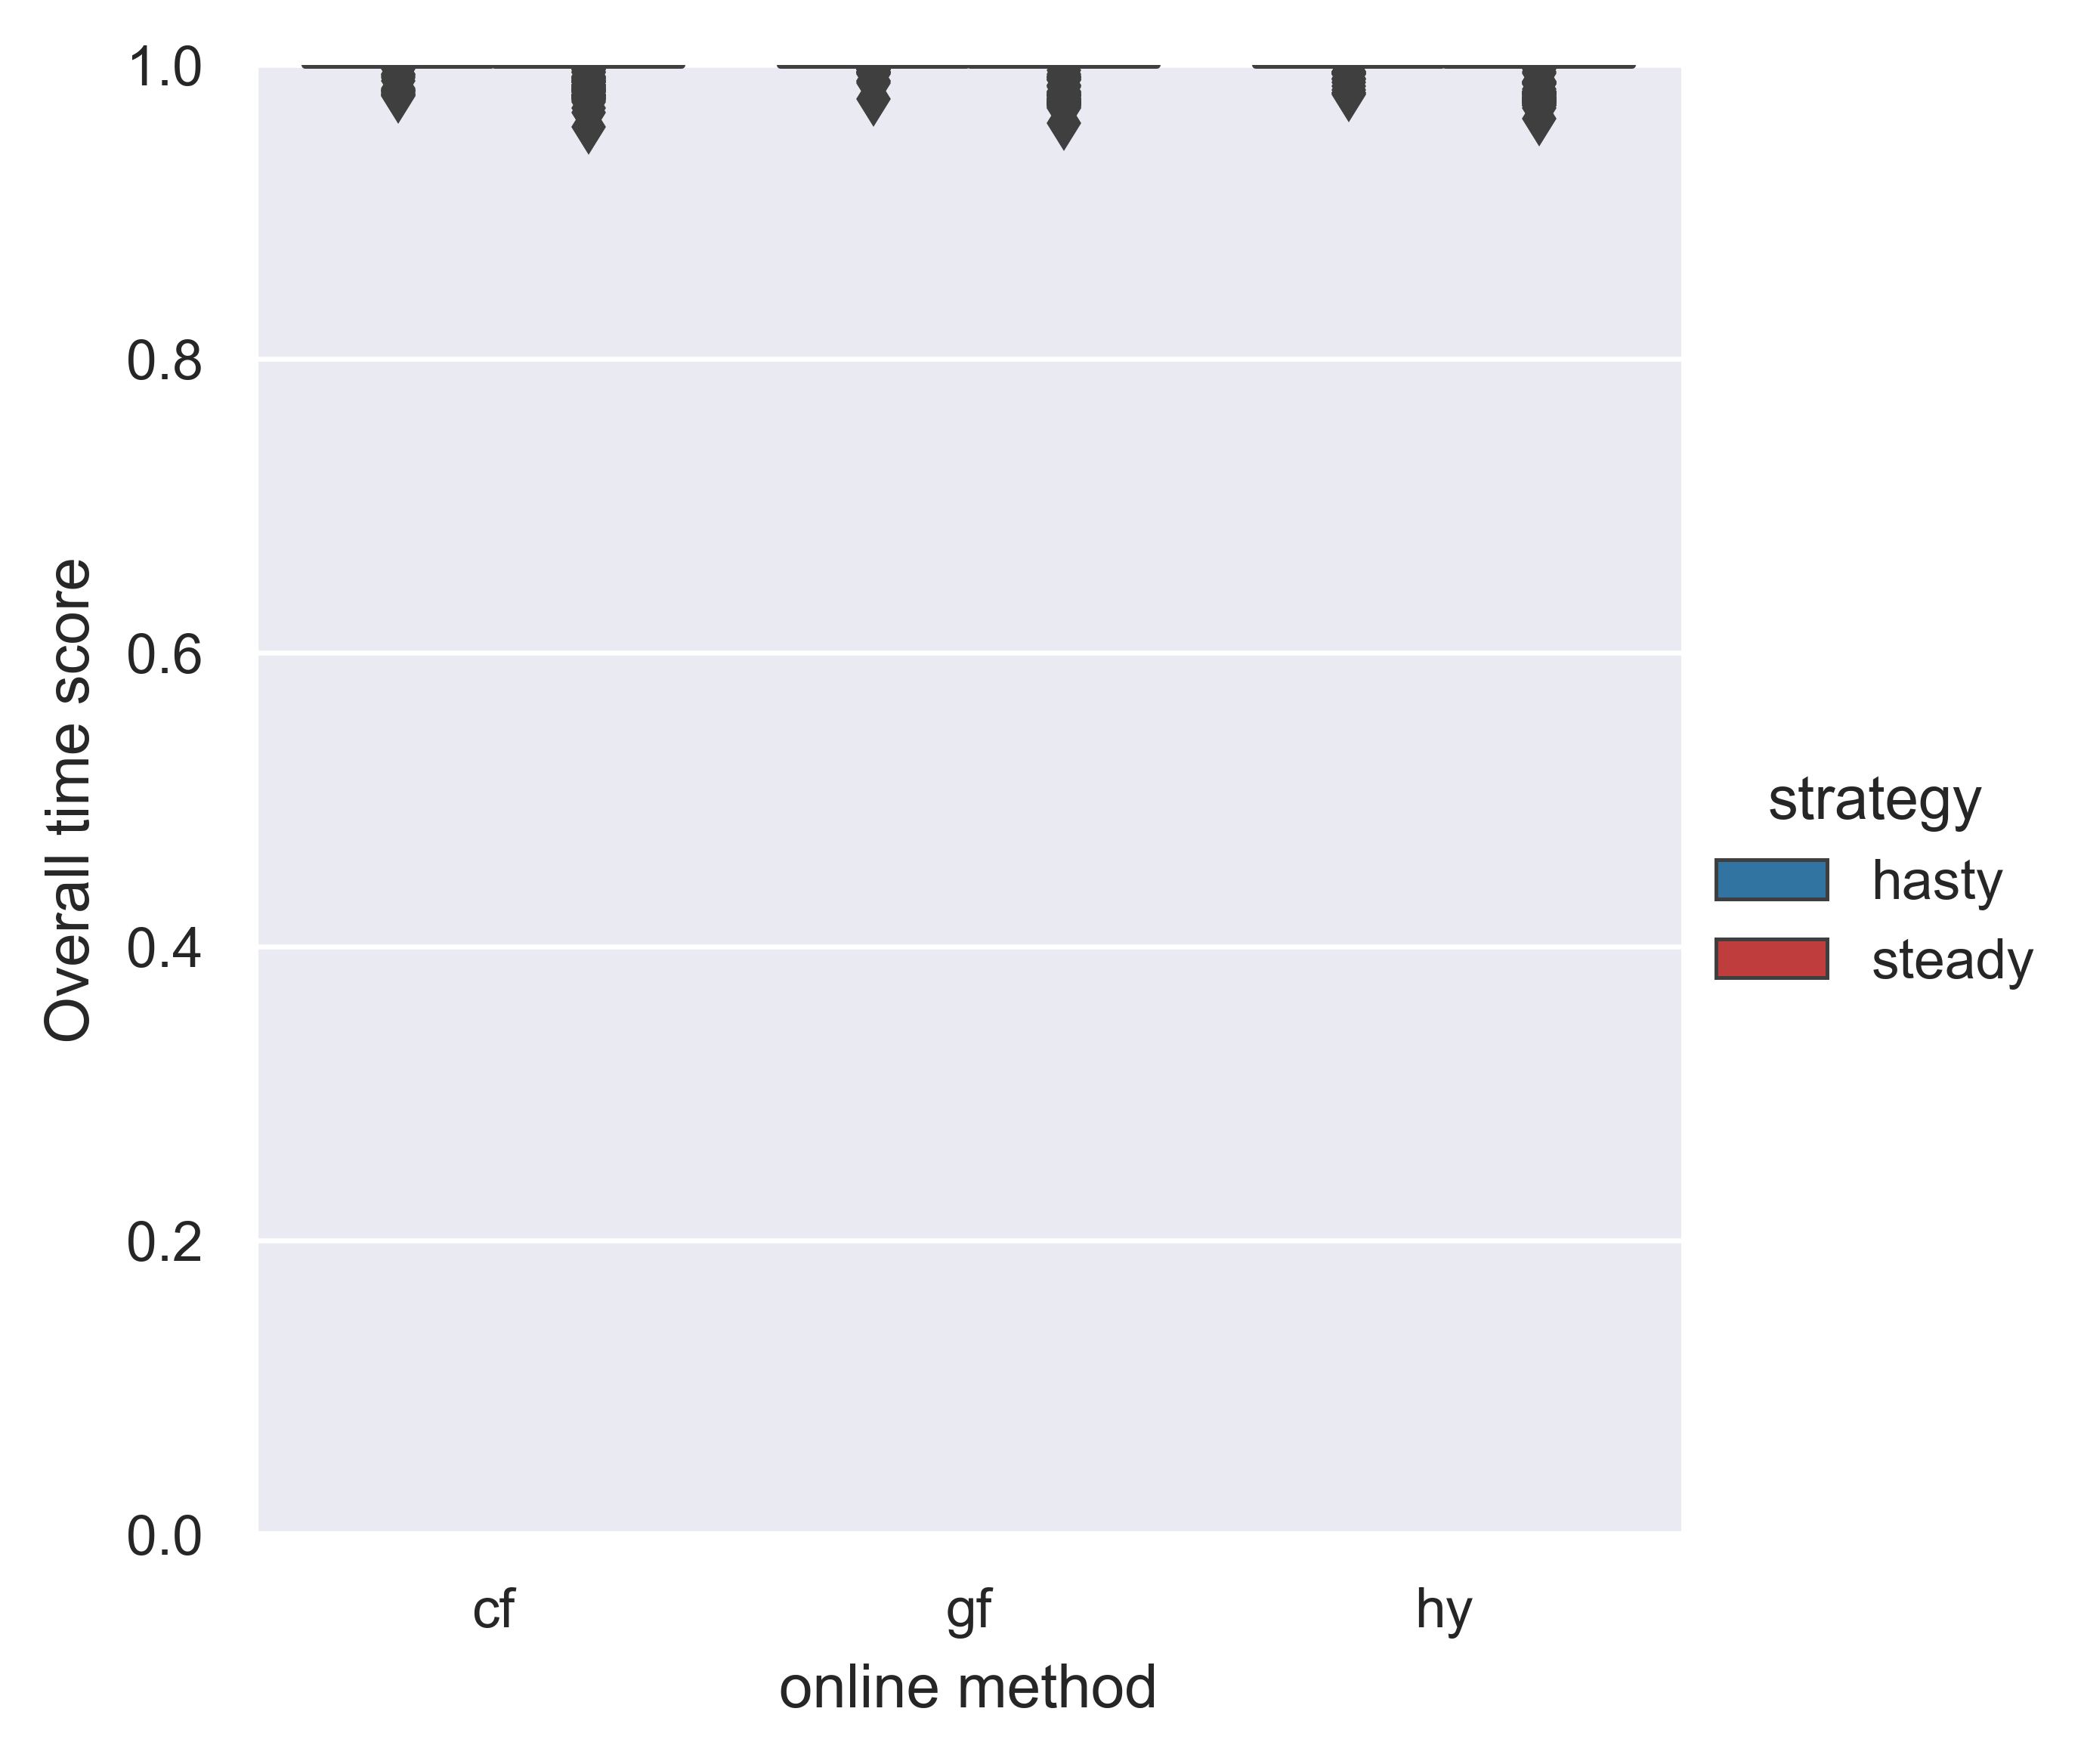 Overall time score
1.0
0.8
0.6
0.4
0.2
0.0
cf
gf
hy
online method
strategy
hasty
steady